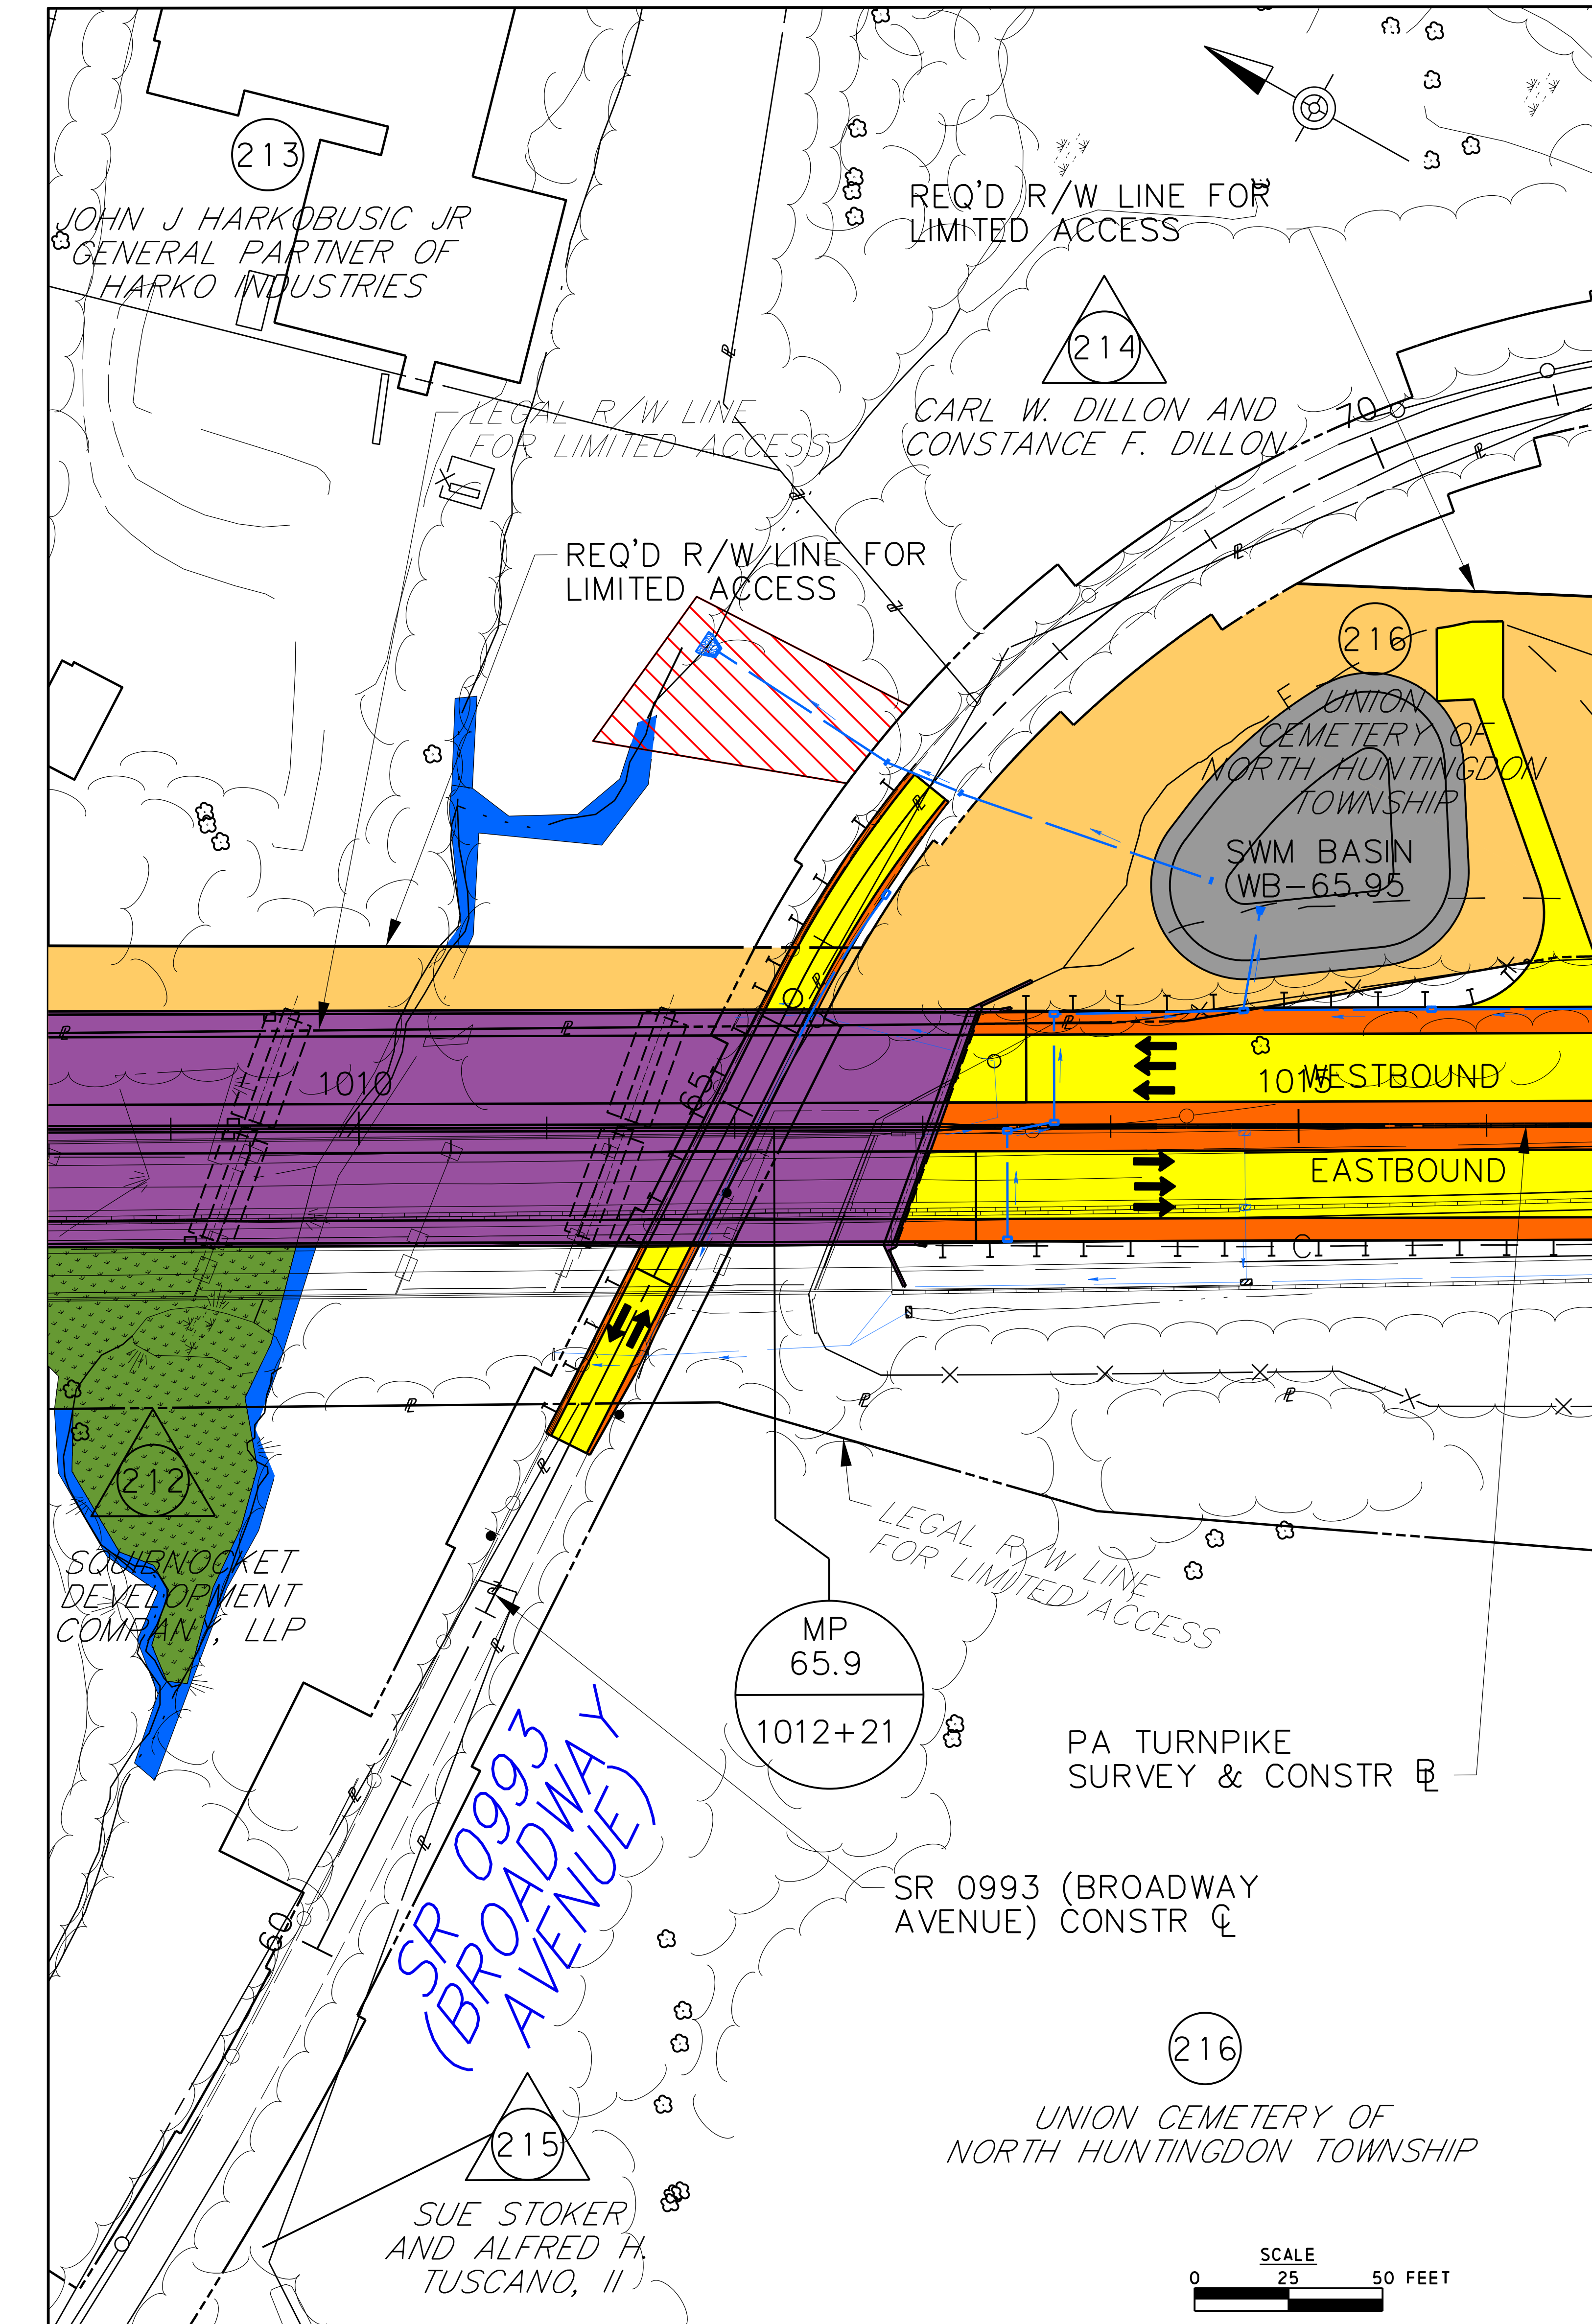 213
JOHN J HARKOBUSIC JR
GENERAL PARTNER OF
HARKO INDUSTRIES
REQ'D R/W LINE FOR
LIMITED ACCESS
214
CARL W. DILLON AND
CONSTANCE F. DILLON
70
LEGAL R/W LINE
FOR LIMITED ACCESS
REQ'D R/W LINE FOR
LIMITED ACCESS
216
UNION
CEMETERY OF
NORTH HUNTINGDON
TOWNSHIP
SWM BASIN
WB-65.95
1010
65
1015
WESTBOUND
EASTBOUND
212
SQUIBNOCKET
DEVELOPMENT
COMPANY, LLP
LEGAL R/W LINE
FOR LIMITED ACCESS
MP
65.9
1012+21
PA TURNPIKE
SURVEY & CONSTR BL
SR 0993
(BROADWAY
AVENUE)
SR 0993 (BROADWAY
AVENUE) CONSTR CL
60
216
UNION CEMETERY OF
NORTH HUNTINGDON TOWNSHIP
215
SUE STOKER
AND ALFRED H.
TUSCANO, II
SCALE
0 25 50 FEET